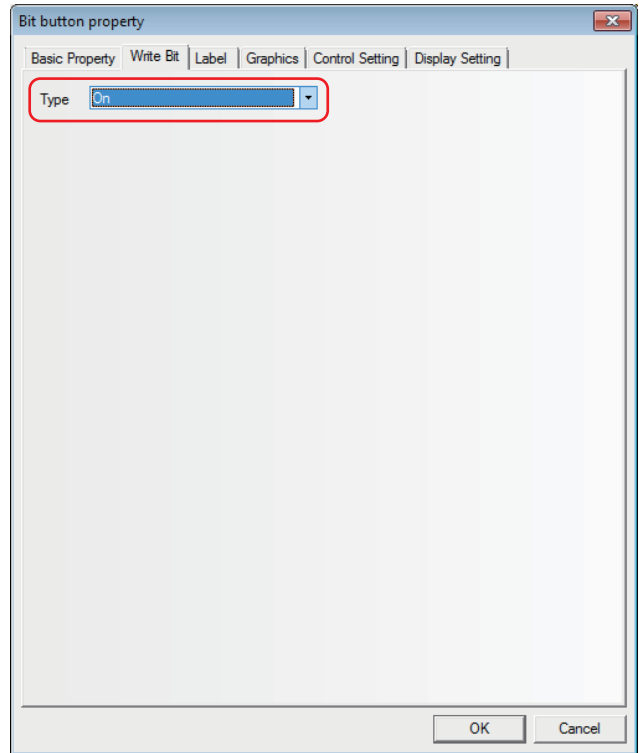 Bit button property
Basic Property Write Bit Label Graphics Control Setting Display Setting
Type On
OK Cancel